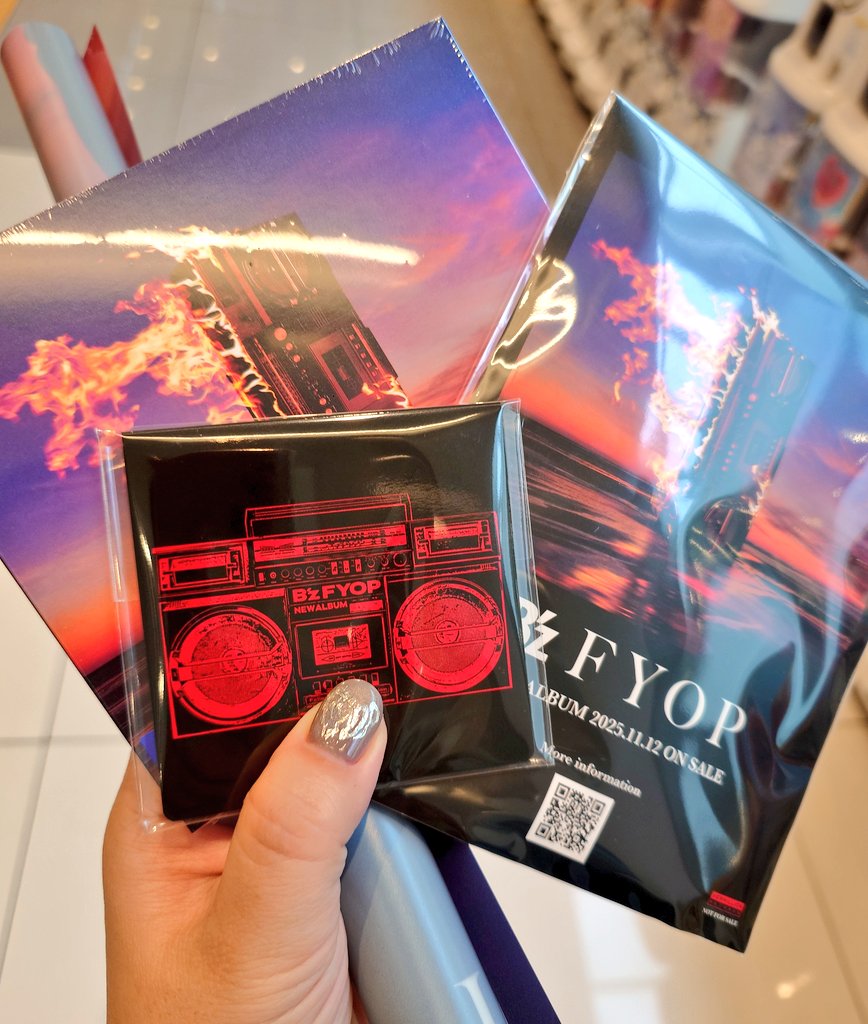 B'z FYOP
NEW ALBUM
B'z FYOP
ALBUM 2025.11.12 ON SALE
More information
NOT FOR SALE